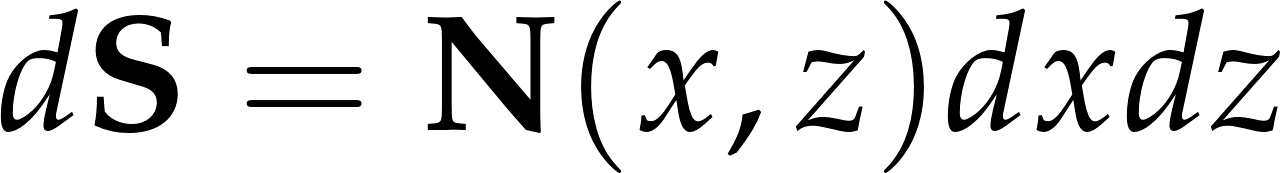 d𝐒 = 𝐍(x, z)dxdz